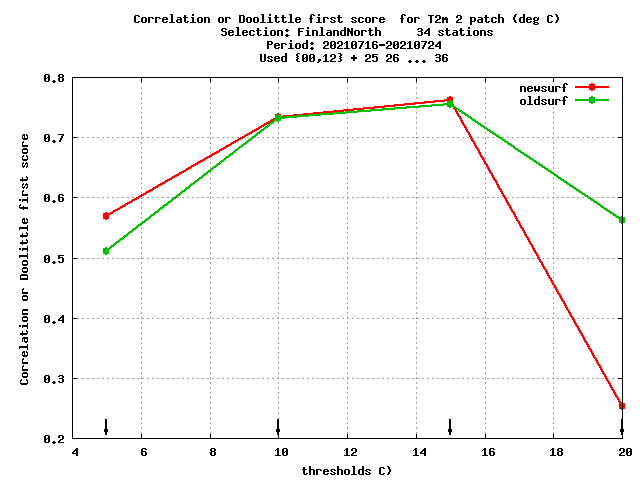 Correlation or Doolittle first score  for T2m 2 patch (deg C)
Selection: FinlandNorth     34 stations
Period: 20210716-20210724
Used {00,12} + 25 26 ... 36
newsurf
oldsurf
Correlation or Doolittle first score
0.8
0.7
0.6
0.5
0.4
0.3
0.2
4 6 8 10 12 14 16 18 20
thresholds C)